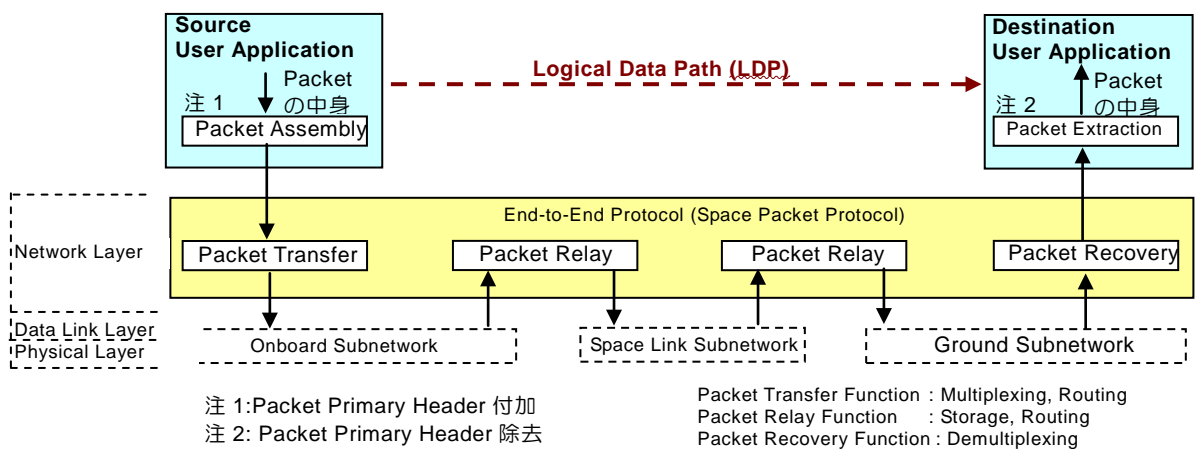 Source
User Application
Packet
の中身
注 1
Packet Assembly
Logical Data Path (LDP)
Destination
User Application
Packet
の中身
注 2
Packet Extraction
Network Layer
End-to-End Protocol (Space Packet Protocol)
Packet Transfer
Packet Relay
Packet Relay
Packet Recovery
Data Link Layer
Physical Layer
Onboard Subnetwork
Space Link Subnetwork
Ground Subnetwork
注 1:Packet Primary Header 付加
注 2: Packet Primary Header 除去
Packet Transfer Function : Multiplexing, Routing
Packet Relay Function : Storage, Routing
Packet Recovery Function : Demultiplexing